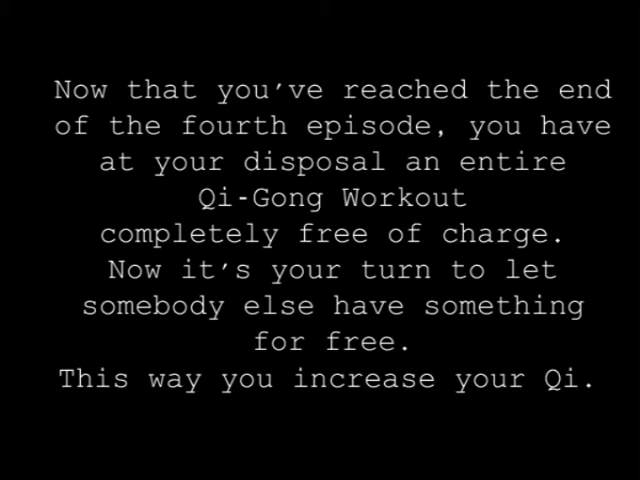 Now that you've reached the end
of the fourth episode, you have
at your disposal an entire
Qi-Gong Workout
completely free of charge.
Now it's your turn to let
somebody else have something
for free.
This way you increase your Qi.